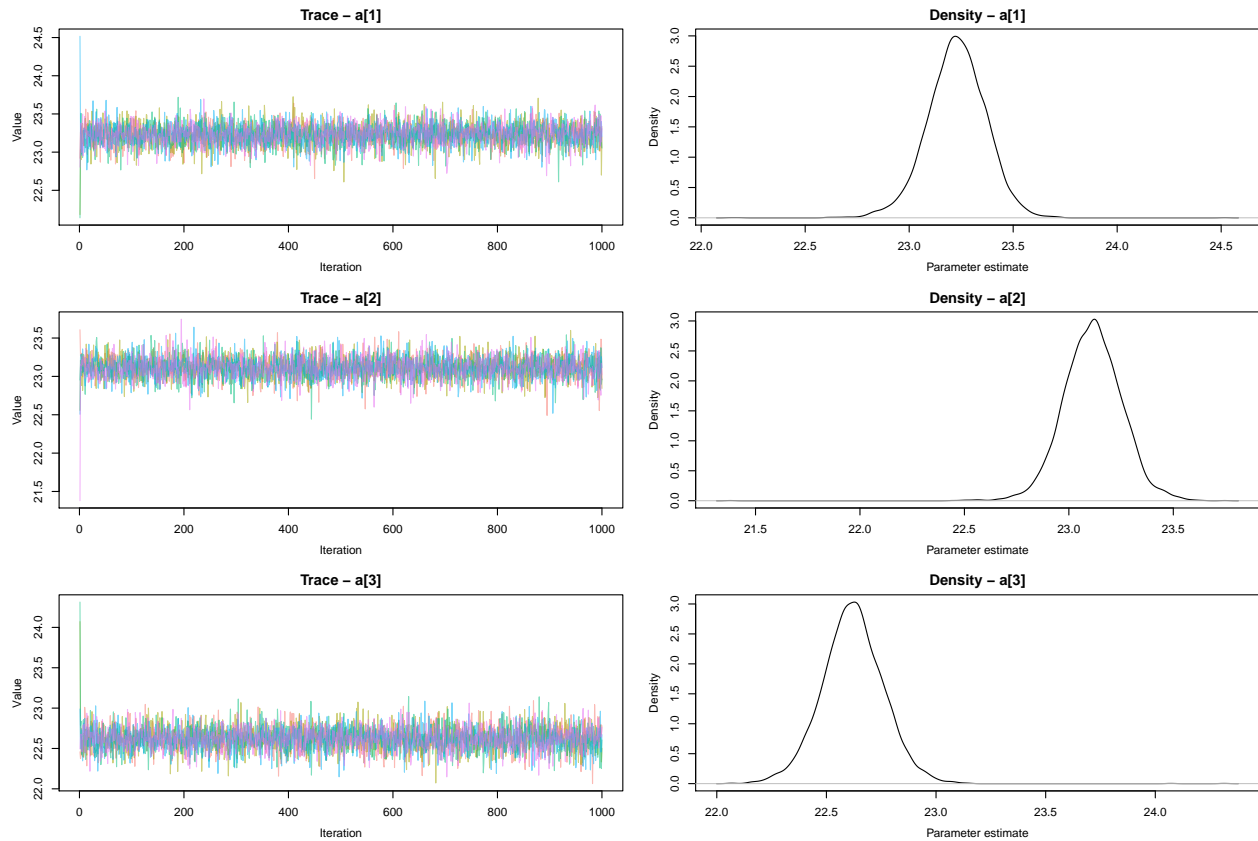 Trace − a[1]
Value
22.5 23.0 23.5 24.0 24.5
0 200 400 600 800 1000
Iteration
Density − a[1]
Density
0.0 0.5 1.0 1.5 2.0 2.5 3.0
22.0 22.5 23.0 23.5 24.0 24.5
Parameter estimate
Trace − a[2]
Value
21.5 22.0 22.5 23.0 23.5
0 200 400 600 800 1000
Iteration
Density − a[2]
Density
0.0 0.5 1.0 1.5 2.0 2.5 3.0
21.5 22.0 22.5 23.0 23.5
Parameter estimate
Trace − a[3]
Value
22.0 22.5 23.0 23.5 24.0
0 200 400 600 800 1000
Iteration
Density − a[3]
Density
0.0 0.5 1.0 1.5 2.0 2.5 3.0
22.0 22.5 23.0 23.5 24.0
Parameter estimate